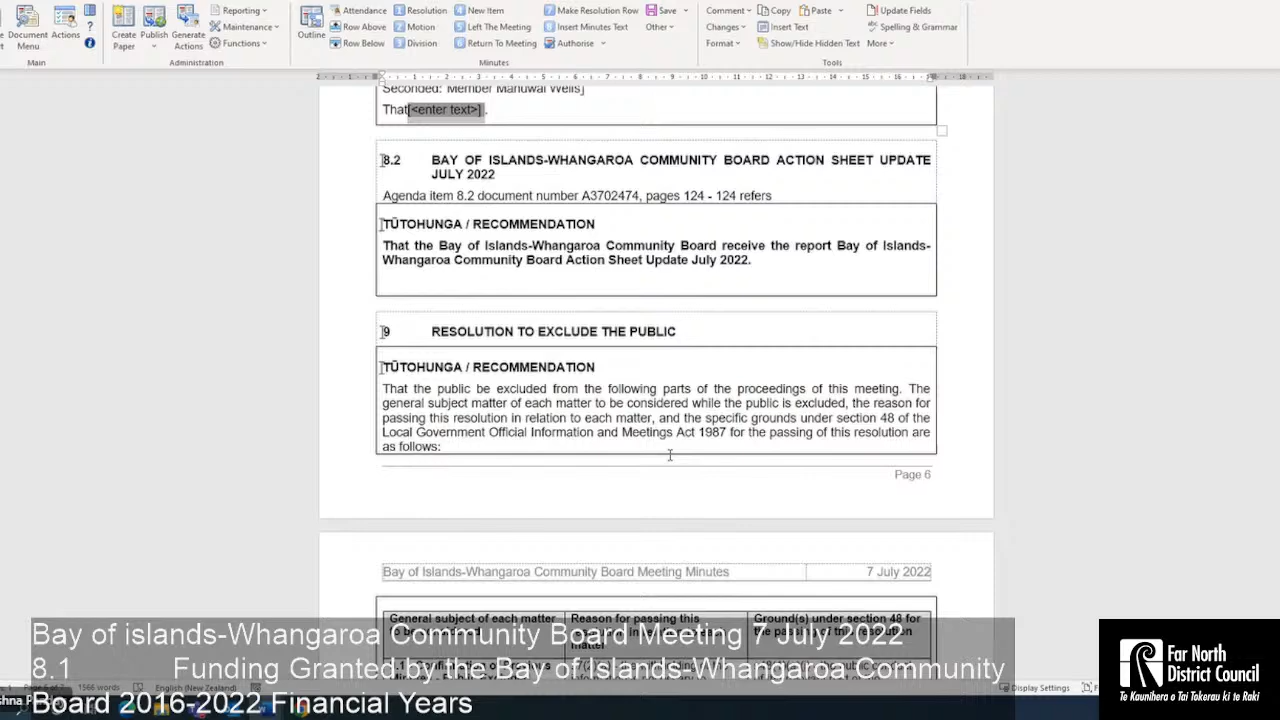 Reporting Attendance Resolution New Item Make Resolution Row Save Comment Copy Paste Update Fields
Document Menu Actions Create Paper Publish Generate Actions Maintenance Outline Row Above Motion Left The Meeting Insert Minutes Text Other Changes Insert Text Spelling & Grammar
Functions Row Below Division Return To Meeting Authorise Format Show/Hide Hidden Text More
Main Administration Minutes Tools
Seconded: Member Manuwai Wells]
That[<enter text>] .
8.2 BAY OF ISLANDS-WHANGAROA COMMUNITY BOARD ACTION SHEET UPDATE
JULY 2022
Agenda item 8.2 document number A3702474, pages 124 - 124 refers
TŪTOHUNGA / RECOMMENDATION
That the Bay of Islands-Whangaroa Community Board receive the report Bay of Islands-
Whangaroa Community Board Action Sheet Update July 2022.
9 RESOLUTION TO EXCLUDE THE PUBLIC
TŪTOHUNGA / RECOMMENDATION
That the public be excluded from the following parts of the proceedings of this meeting. The
general subject matter of each matter to be considered while the public is excluded, the reason for
passing this resolution in relation to each matter, and the specific grounds under section 48 of the
Local Government Official Information and Meetings Act 1987 for the passing of this resolution are
as follows:
Page 6
Bay of Islands-Whangaroa Community Board Meeting Minutes 7 July 2022
General subject of each matter Reason for passing this Ground(s) under section 48 for
matter the passing of this resolution
Bay of islands-Whangaroa Community Board Meeting 7 July 2022
8.1 Funding Granted by the Bay of Islands-Whangaroa Community
Board 2016-2022 Financial Years
1566 words English (New Zealand) Display Settings
Far North
District Council
Te Kaunihera o Tai Tokerau ki te Raki